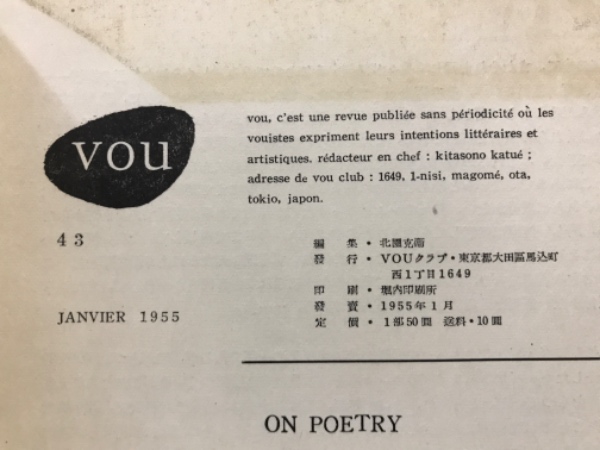 vou
vou, c'est une revue publiée sans périodicité où les
vouistes expriment leurs intentions littéraires et
artistiques. rédacteur en chef : kitasono katué ;
adresse de vou club : 1649, 1-nisi, magomé, ota,
tokio, japon.
43
編 集・北園克衞
發 行・VOUクラブ・東京都大田區馬込町
西1丁目1649
印 刷・堀内印刷所
發 賣・1955年1月
定 價・1部50圓 送料・10圓
JANVIER 1955
ON POETRY